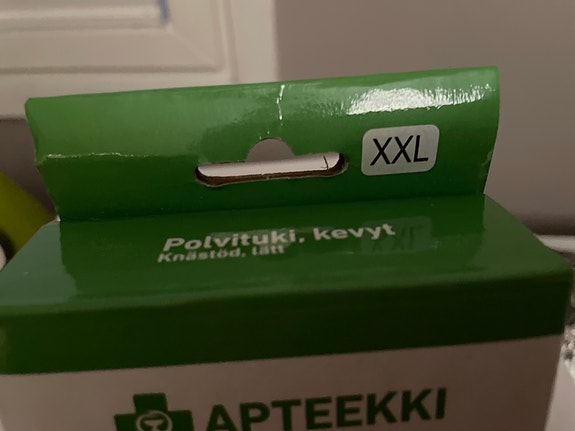 XXL
Polvituki, kevyt
Knästöd, lätt
APTEEKKI